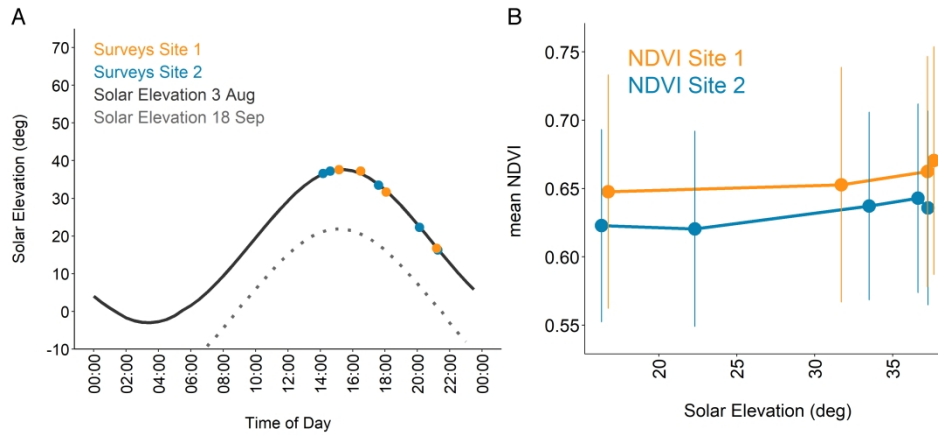 A
Surveys Site 1
Surveys Site 2
Solar Elevation 3 Aug
Solar Elevation 18 Sep
Solar Elevation (deg)
70
60
50
40
30
20
10
0
-10
00:00
02:00
04:00
06:00
08:00
10:00
12:00
14:00
16:00
18:00
20:00
22:00
00:00
Time of Day
B
NDVI Site 1
NDVI Site 2
mean NDVI
0.75
0.70
0.65
0.60
0.55
20
25
30
35
Solar Elevation (deg)